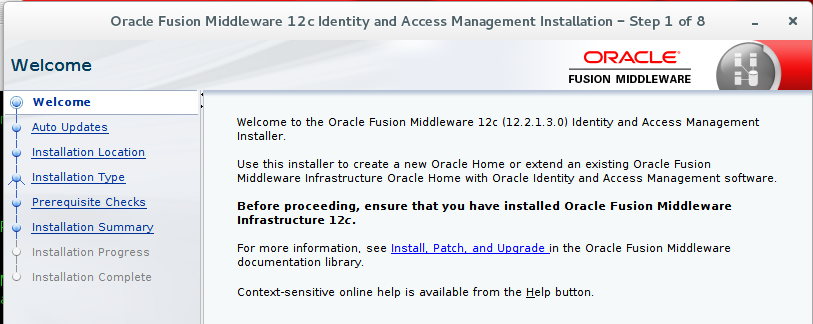 Oracle Fusion Middleware 12c Identity and Access Management Installation – Step 1 of 8
Welcome
ORACLE
FUSION MIDDLEWARE
Welcome
Auto Updates
Installation Location
Installation Type
Prerequisite Checks
Installation Summary
Installation Progress
Installation Complete
Welcome to the Oracle Fusion Middleware 12c (12.2.1.3.0) Identity and Access Management
Installer.
Use this installer to create a new Oracle Home or extend an existing Oracle Fusion
Middleware Infrastructure Oracle Home with Oracle Identity and Access Management software.
Before proceeding, ensure that you have installed Oracle Fusion Middleware
Infrastructure 12c.
For more information, see Install, Patch, and Upgrade in the Oracle Fusion Middleware
documentation library.
Context-sensitive online help is available from the Help button.